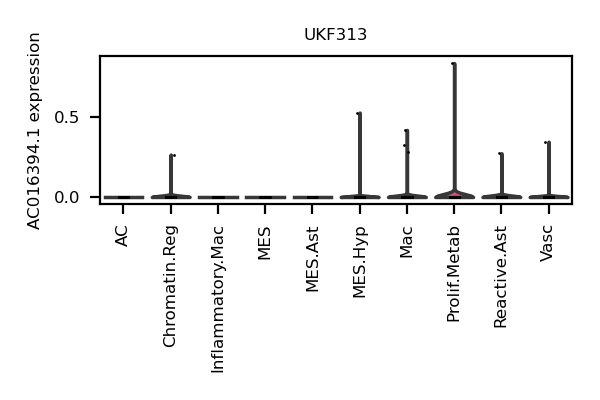 UKF313
AC016394.1 expression
0.5
0.0
AC
Chromatin.Reg
Inflammatory.Mac
MES
MES.Ast
MES.Hyp
Mac
Prolif.Metab
Reactive.Ast
Vasc